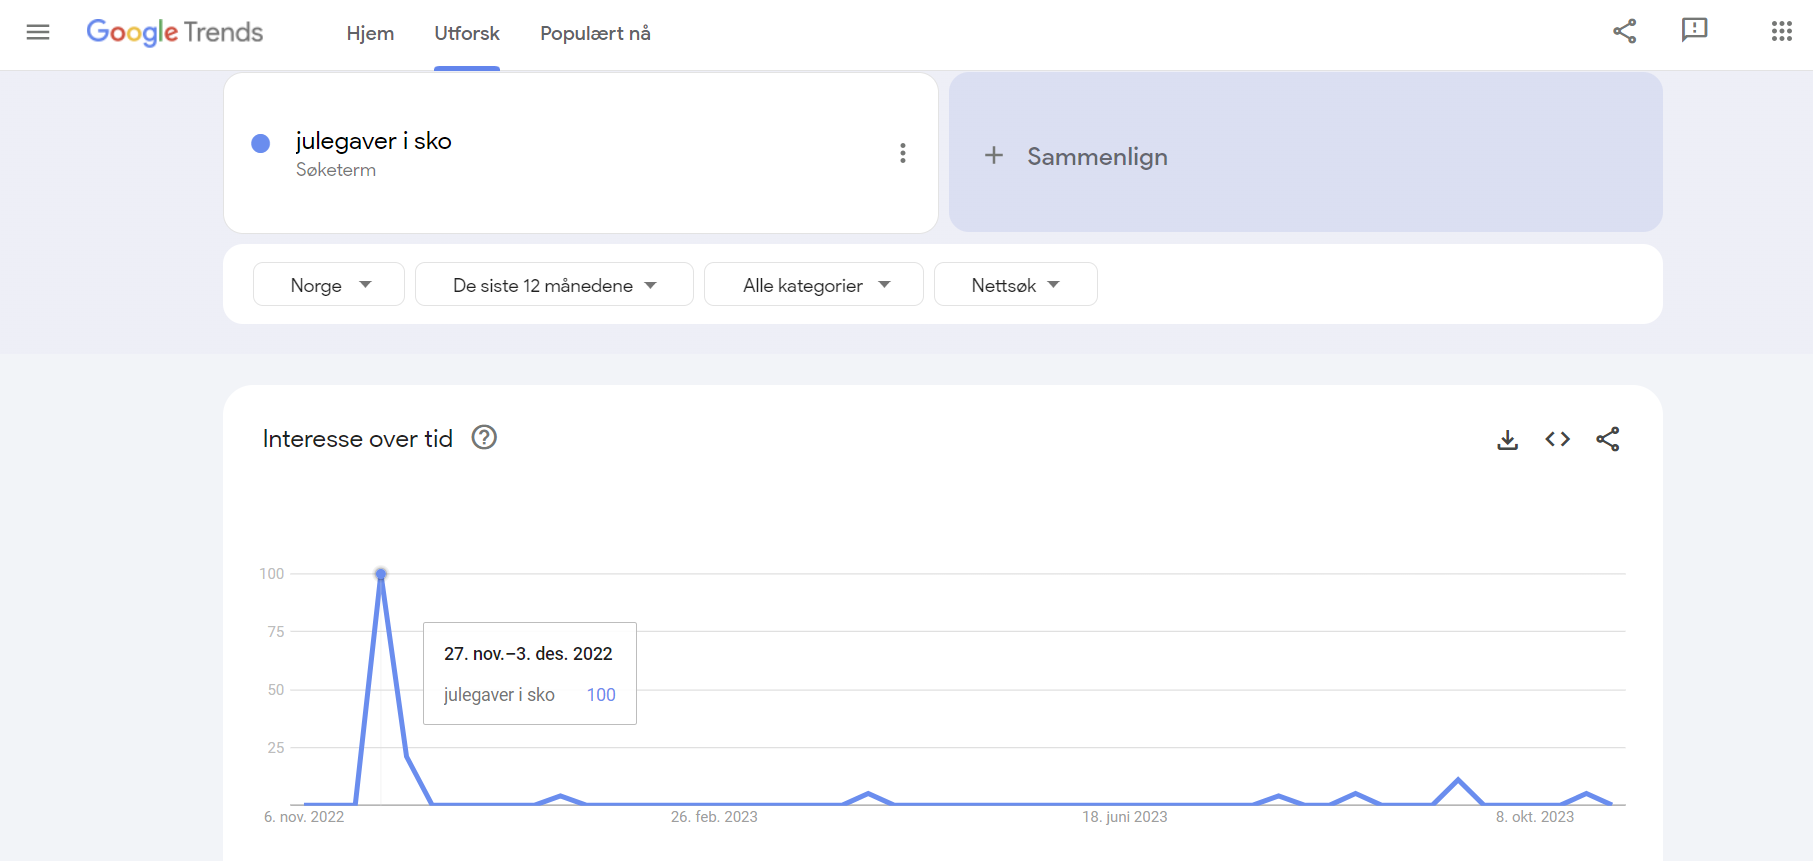 Google Trends
Hjem
Utforsk
Populært nå
julegaver i sko
Søketerm
+ Sammenlign
Norge
De siste 12 månedene
Alle kategorier
Nettsøk
Interesse over tid
100
75
50
25
27. nov.–3. des. 2022
julegaver i sko 100
6. nov. 2022
26. feb. 2023
18. juni 2023
8. okt. 2023